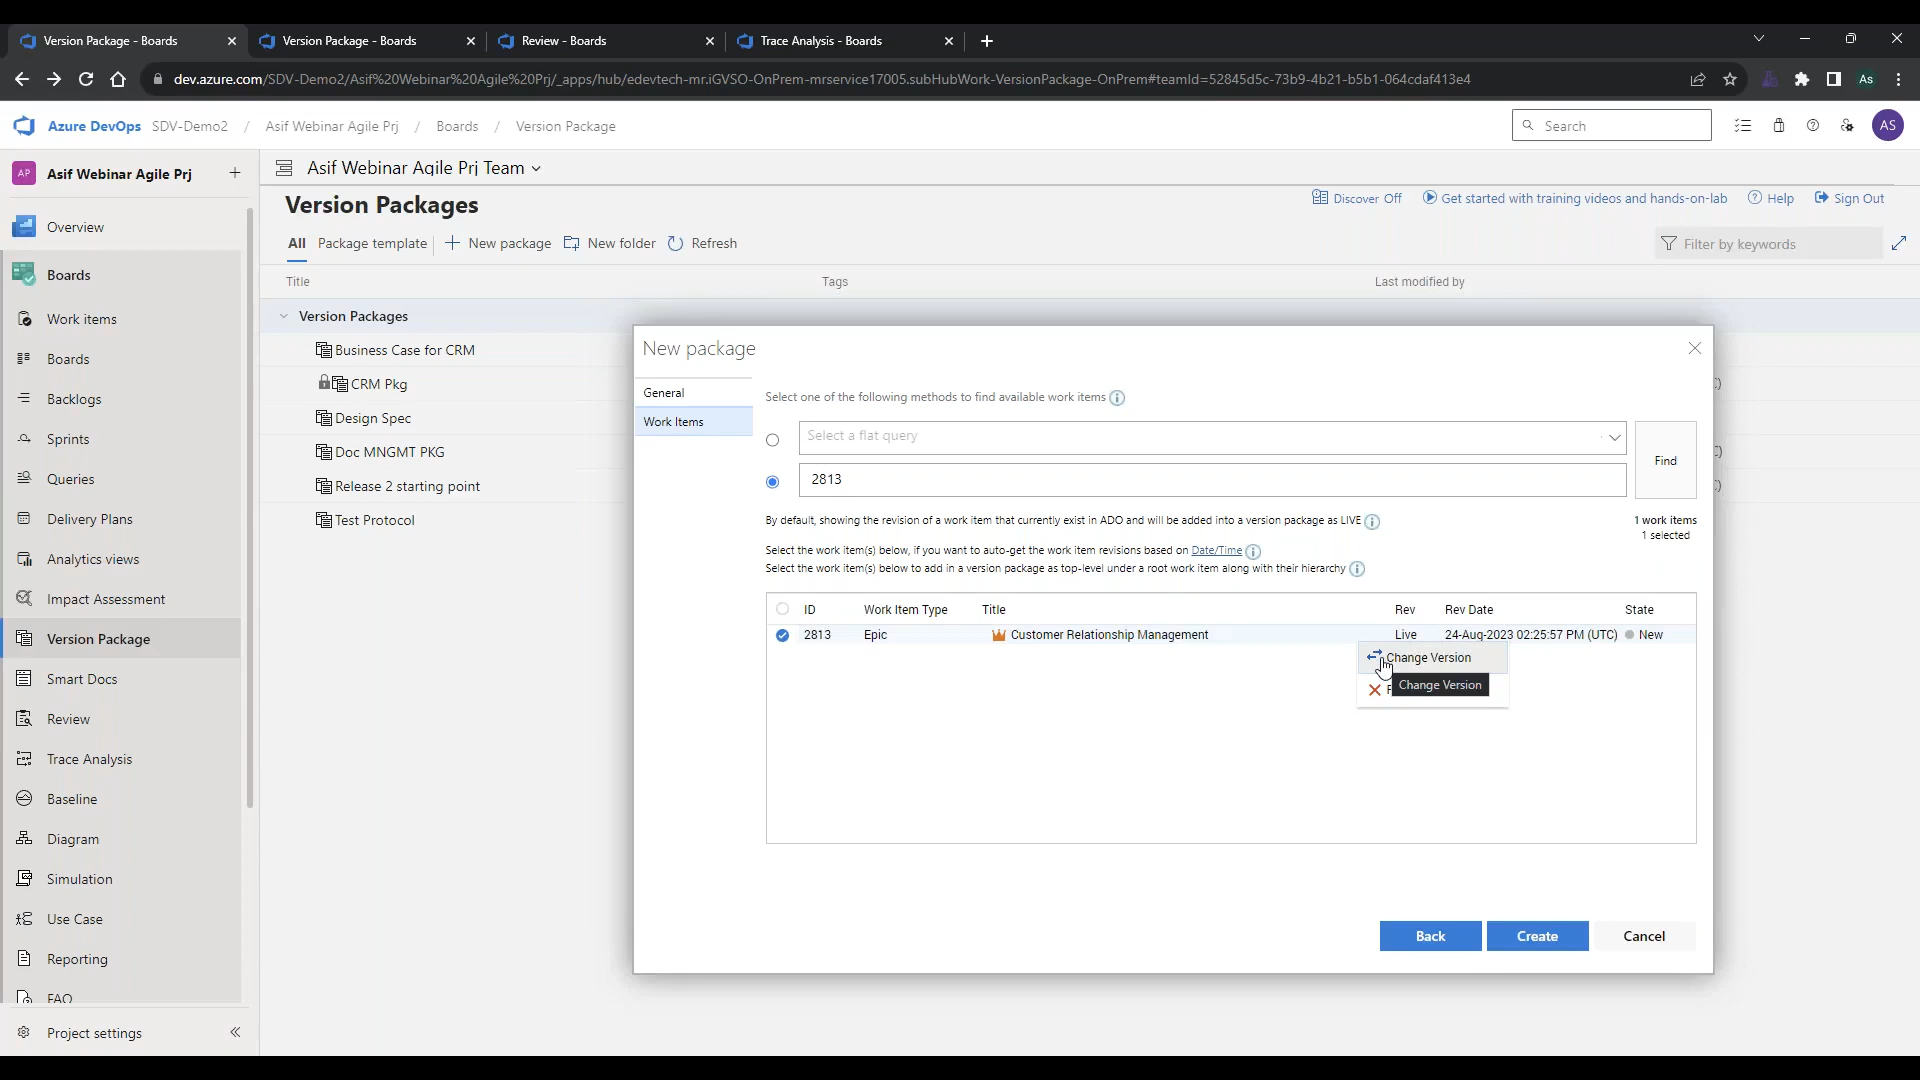 Version Package - Boards
Version Package - Boards
Review - Boards
Trace Analysis - Boards
dev.azure.com/SDV-Demo2/Asif%20Webinar%20Agile%20Prj/_apps/hub/edevtech-mr.iGVSO-OnPrem-mrservice17005.subHubWork-VersionPackage-OnPrem#teamId=52845d5c-73b9-4b21-b5b1-064cdaf413e4
As
Azure DevOps SDV-Demo2 / Asif Webinar Agile Prj / Boards / Version Package
Search
AS
AP Asif Webinar Agile Prj +
Overview
Boards
Work items
Boards
Backlogs
Sprints
Queries
Delivery Plans
Analytics views
Impact Assessment
Version Package
Smart Docs
Review
Trace Analysis
Baseline
Diagram
Simulation
Use Case
Reporting
FAQ
Project settings
Asif Webinar Agile Prj Team
Version Packages
Discover Off
Get started with training videos and hands-on-lab
Help
Sign Out
All Package template New package New folder Refresh
Filter by keywords
Title Tags Last modified by
Version Packages
Business Case for CRM
CRM Pkg
Design Spec
Doc MNGMT PKG
Release 2 starting point
Test Protocol
New package
General
Work Items
Select one of the following methods to find available work items
Select a flat query
2813
Find
By default, showing the revision of a work item that currently exist in ADO and will be added into a version package as LIVE
1 work items
1 selected
Select the work item(s) below, if you want to auto-get the work item revisions based on Date/Time
Select the work item(s) below to add in a version package as top-level under a root work item along with their hierarchy
ID Work Item Type Title Rev Rev Date State
2813 Epic Customer Relationship Management Live 24-Aug-2023 02:25:57 PM (UTC) New
Change Version
Change Version
Back Create Cancel